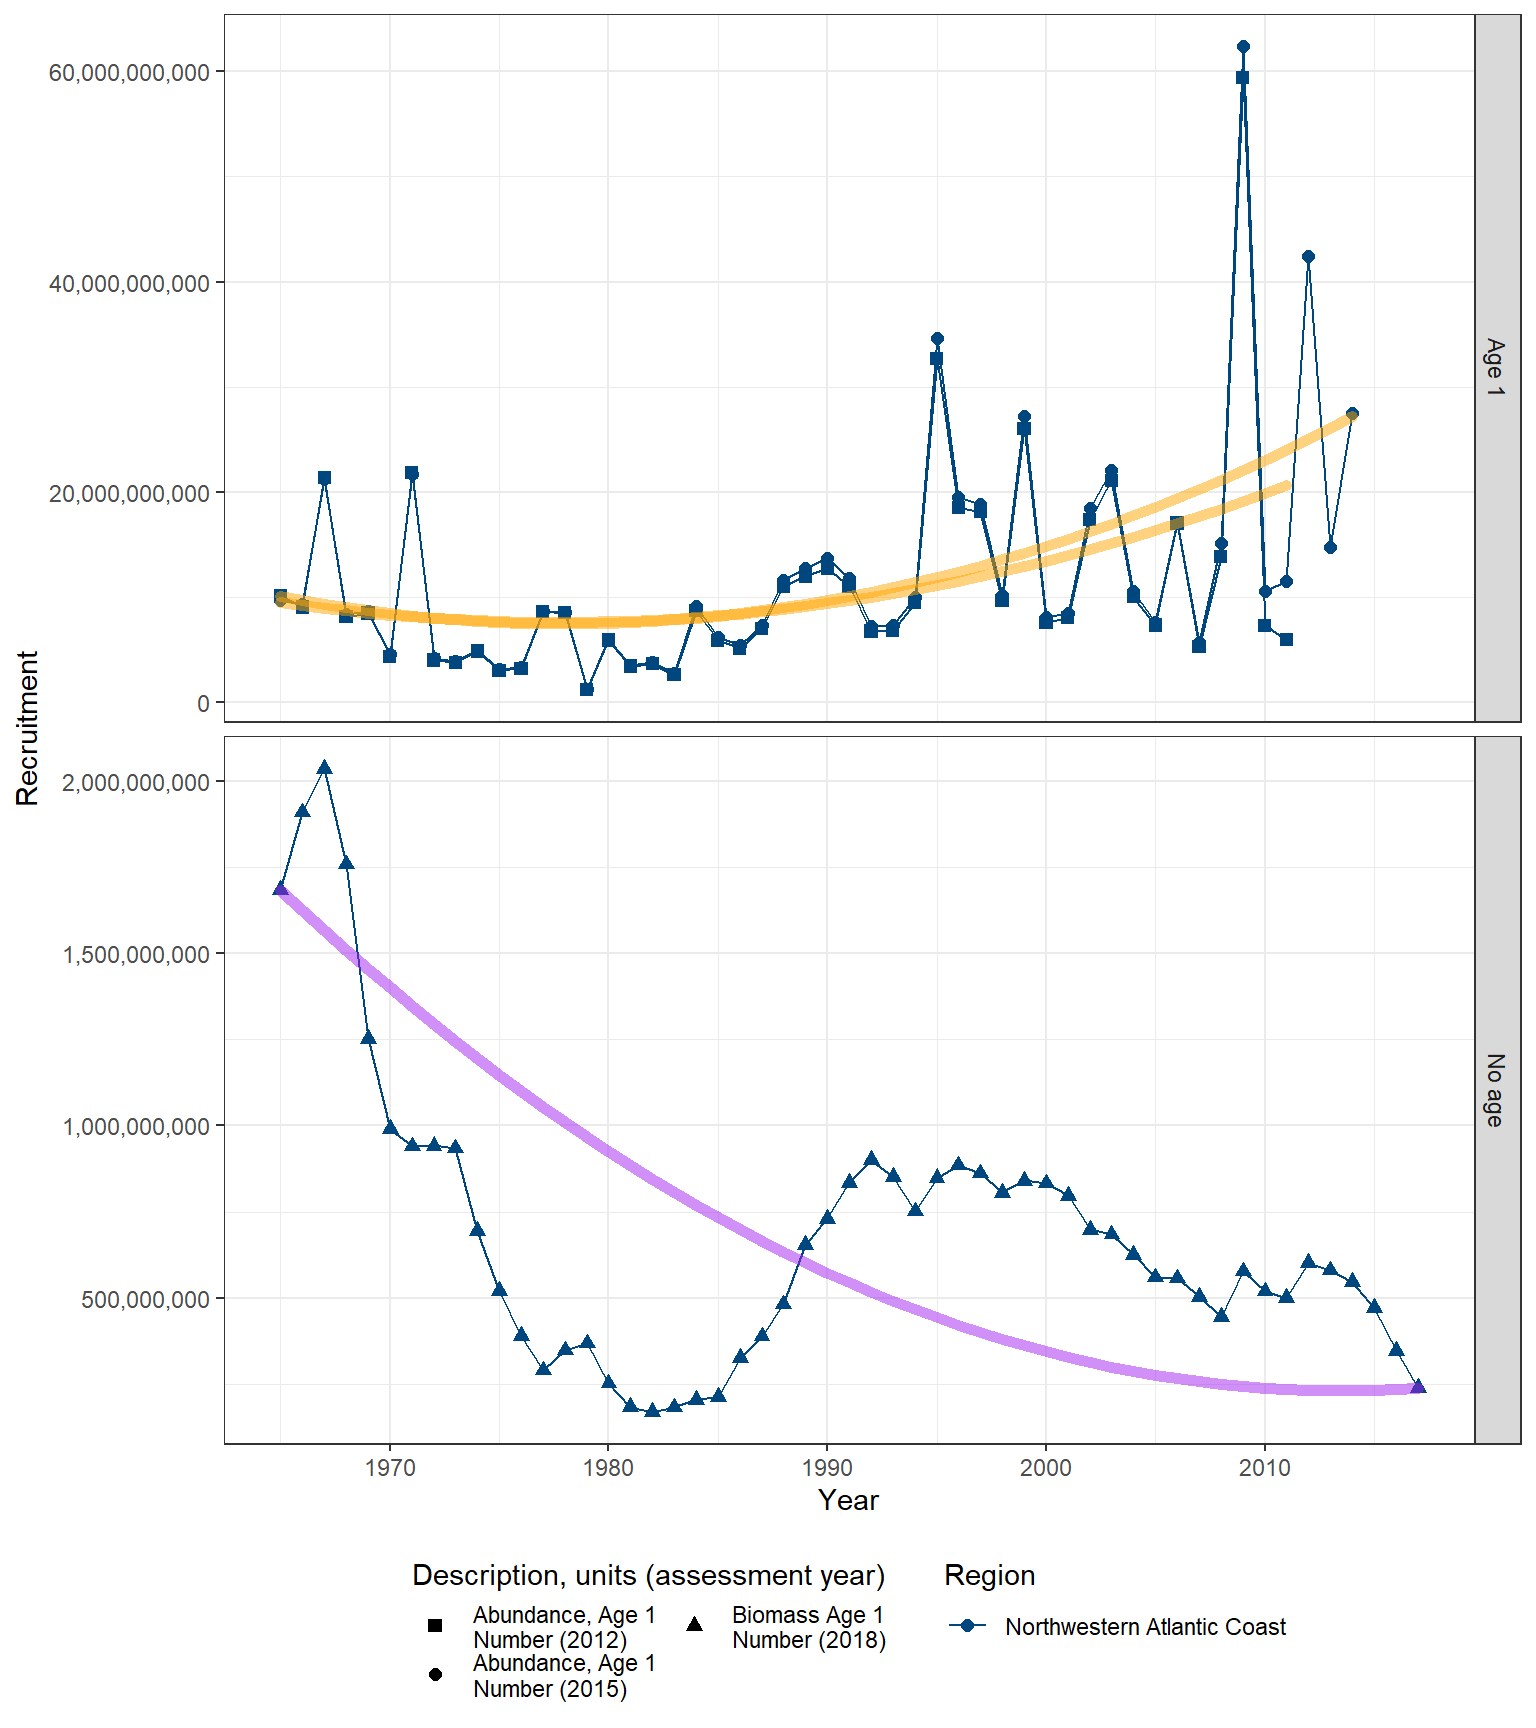 60,000,000,000
40,000,000,000
20,000,000,000
0
Age 1
Recruitment
2,000,000,000
1,500,000,000
1,000,000,000
500,000,000
No age
1970 1980 1990 2000 2010
Year
Description, units (assessment year)
Abundance, Age 1
Number (2012)
Abundance, Age 1
Number (2015)
Biomass Age 1
Number (2018)
Region
Northwestern Atlantic Coast